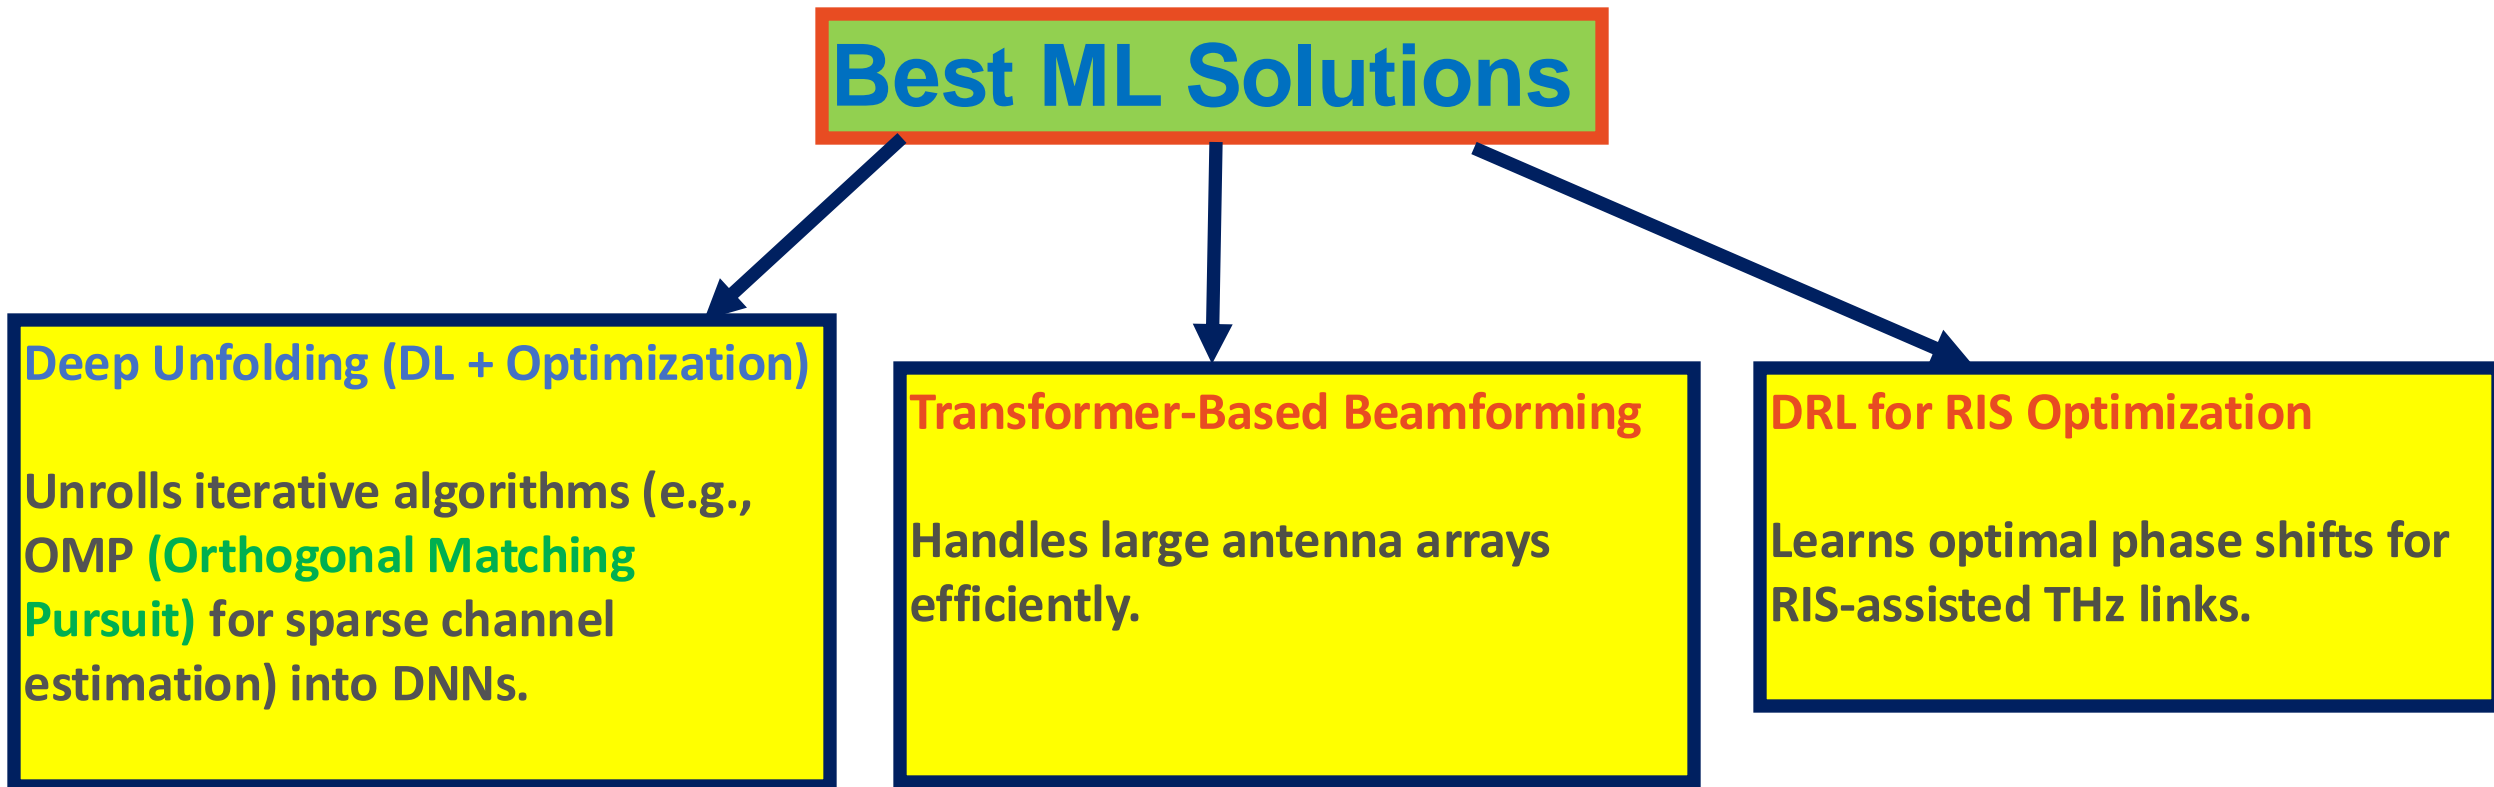 Best ML Solutions
Deep Unfolding (DL + Optimization)
Unrolls iterative algorithms (e.g.,
OMP (Orthogonal Matching
Pursuit) for sparse channel
estimation) into DNNs.
Transformer-Based Beamforming
Handles large antenna arrays
efficiently.
DRL for RIS Optimization
Learns optimal phase shifts for
RIS-assisted THz links.